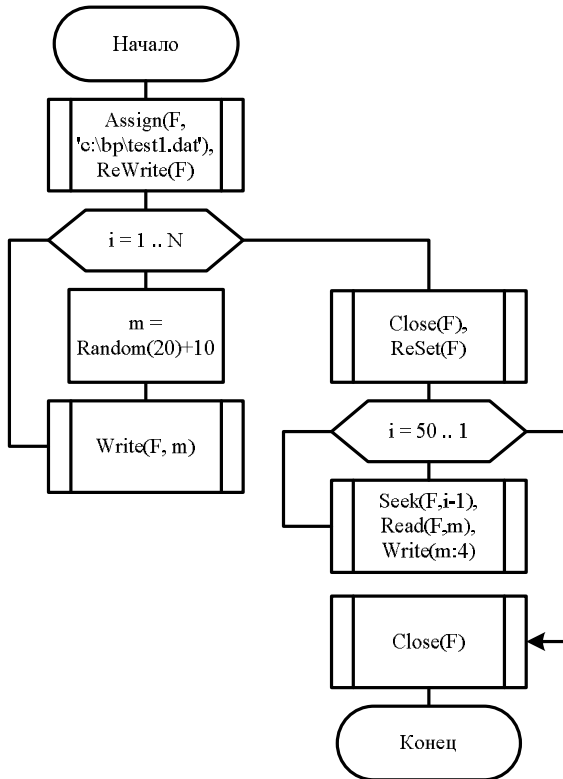 Начало
Assign(F,
'c:\bp\test1.dat'),
ReWrite(F)
i = 1 .. N
m =
Random(20)+10
Write(F, m)
Close(F),
ReSet(F)
i = 50 .. 1
Seek(F,i-1),
Read(F,m),
Write(m:4)
Close(F)
Конец